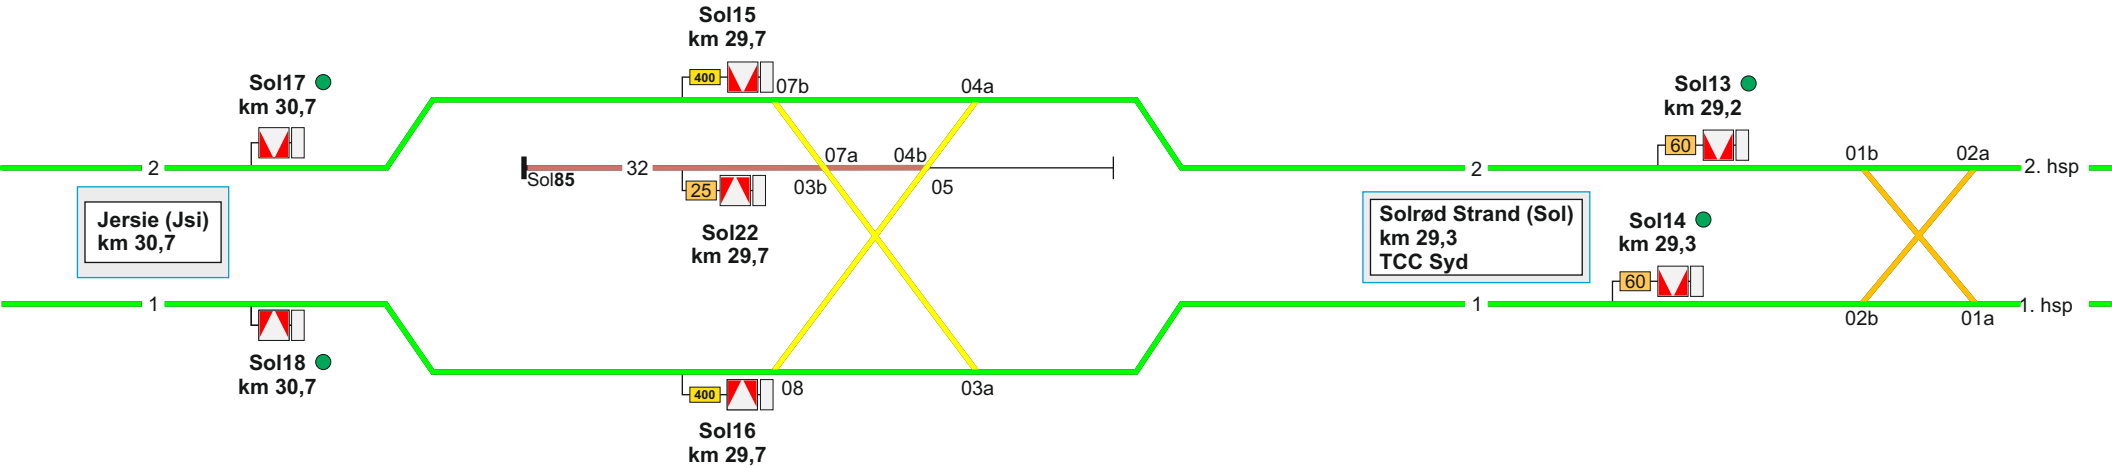 Sol15
km 29,7
400
07b
04a
Sol17
km 30,7
Sol13
km 29,2
60
2
Sol85
32
07a
04b
03b
05
25
Sol22
km 29,7
2
01b
02a
2. hsp
Jersie (Jsi)
km 30,7
Solrød Strand (Sol)
km 29,3
TCC Syd
Sol14
km 29,3
60
1
Sol18
km 30,7
1
02b
01a
1. hsp
400
08
03a
Sol16
km 29,7